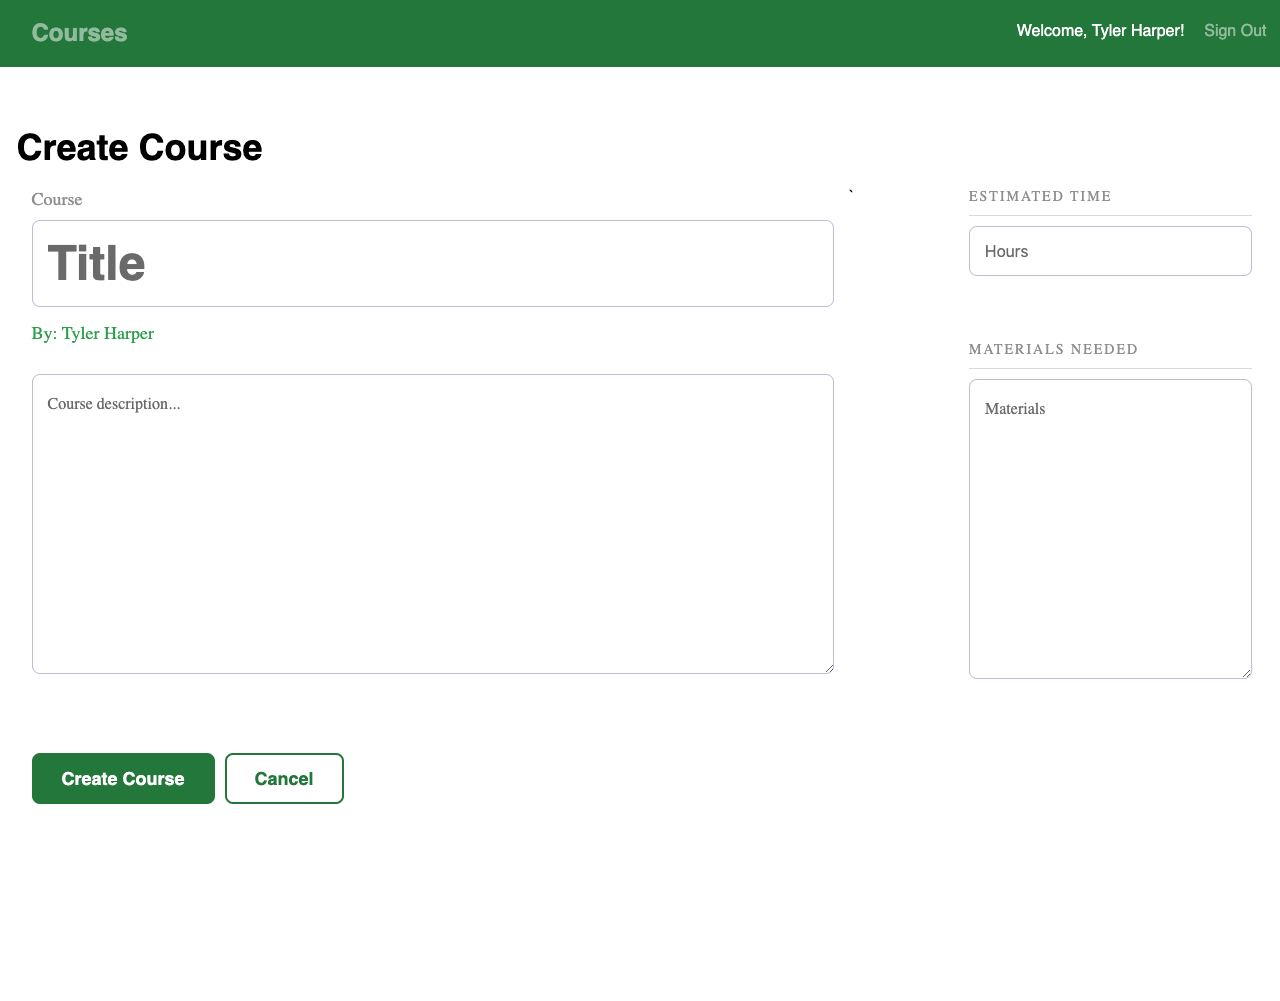 Courses
Welcome, Tyler Harper! Sign Out
Create Course
Course
Title
By: Tyler Harper
Course description...
`
ESTIMATED TIME
Hours
MATERIALS NEEDED
Materials
Create Course
Cancel